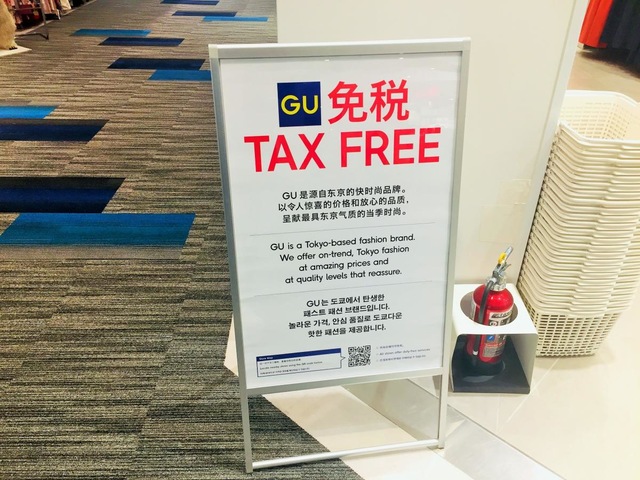 GU 免税
TAX FREE
GU是源自东京的快时尚品牌。
以令人惊喜的价格和放心的品质，
呈献最具东京气质的当季时尚。
GU is a Tokyo-based fashion brand.
We offer on-trend, Tokyo fashion
at amazing prices and
at quality levels that reassure.
GU는 도쿄에서 탄생한
패스트 패션 브랜드입니다.
놀라운 가격, 안심 품질로 도쿄다운
핫한 패션을 제공합니다.